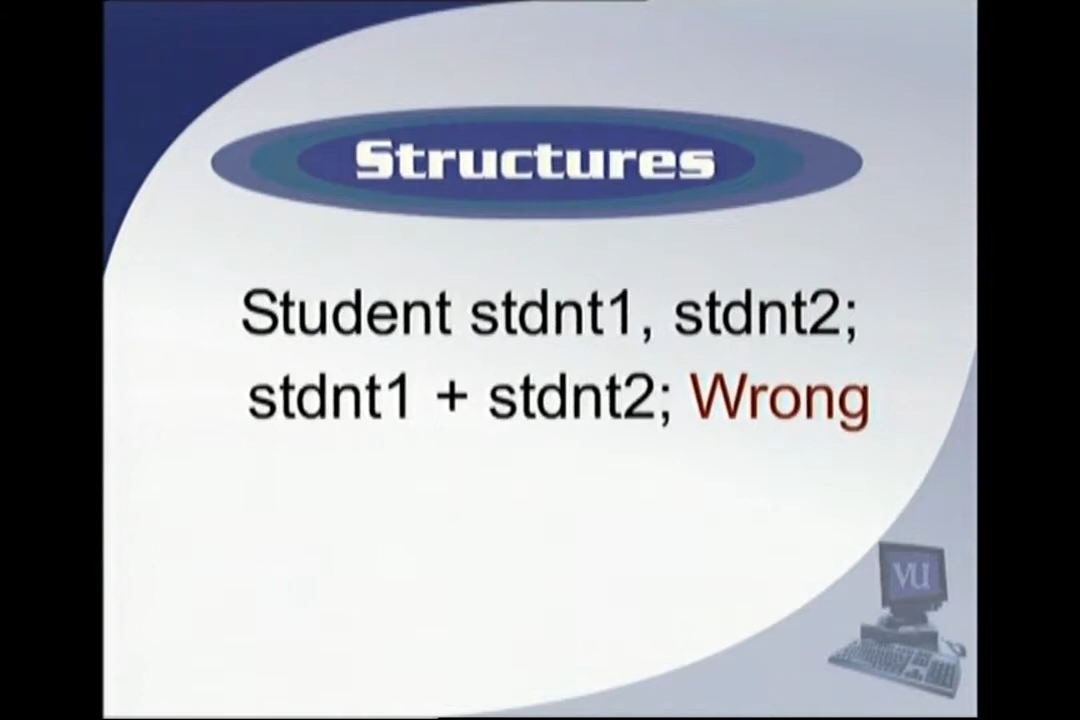 Structures
Student stdnt1, stdnt2;
stdnt1 + stdnt2; Wrong
VU